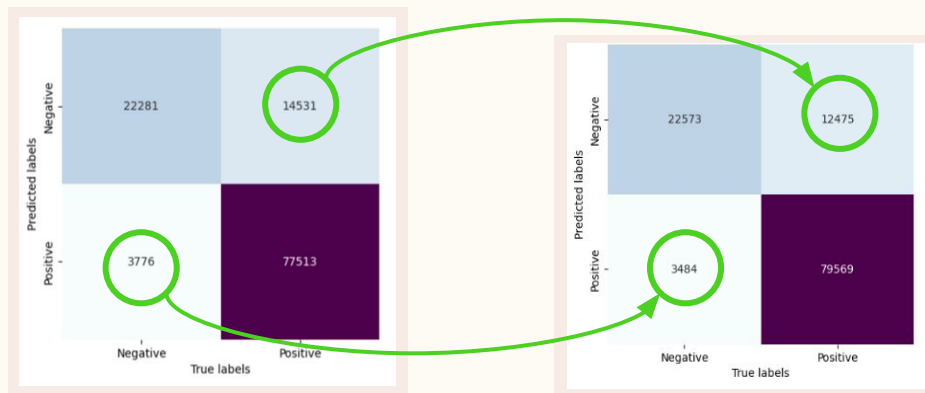 Predicted labels
Negative
Positive
22281 14531
3776 77513
Negative Positive
True labels
Predicted labels
Negative
Positive
22573 12475
3484 79569
Negative Positive
True labels